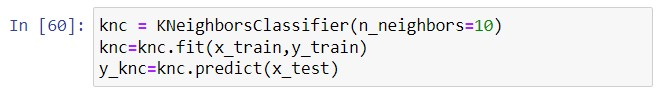 In [60]: knc = KNeighborsClassifier(n_neighbors=10)
knc=knc.fit(x_train,y_train)
y_knc=knc.predict(x_test)